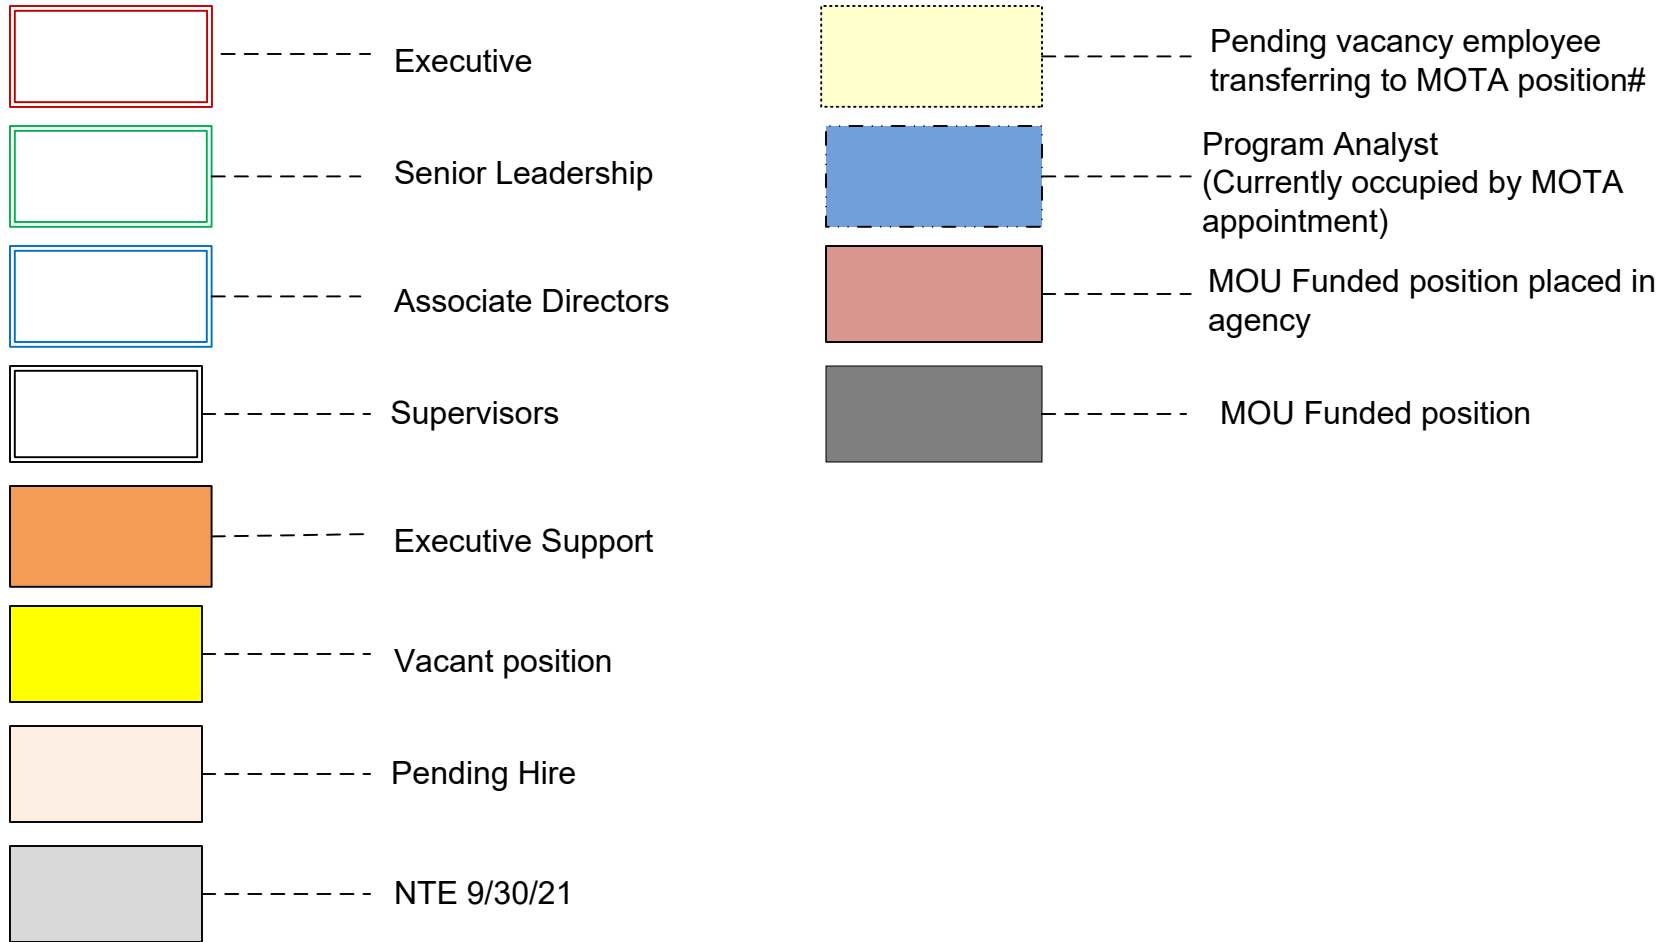 Executive
Senior Leadership
Associate Directors
Supervisors
Executive Support
Vacant position
Pending Hire
NTE 9/30/21
Pending vacancy employee
transferring to MOTA position#
Program Analyst
(Currently occupied by MOTA
appointment)
MOU Funded position placed in
agency
MOU Funded position